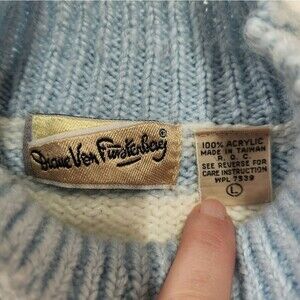 Diane Von Furstenberg®
100% ACRYLIC
MADE IN TAIWAN
R.O.C.
SEE REVERSE FOR
CARE INSTRUCTION
WPL 7539
L